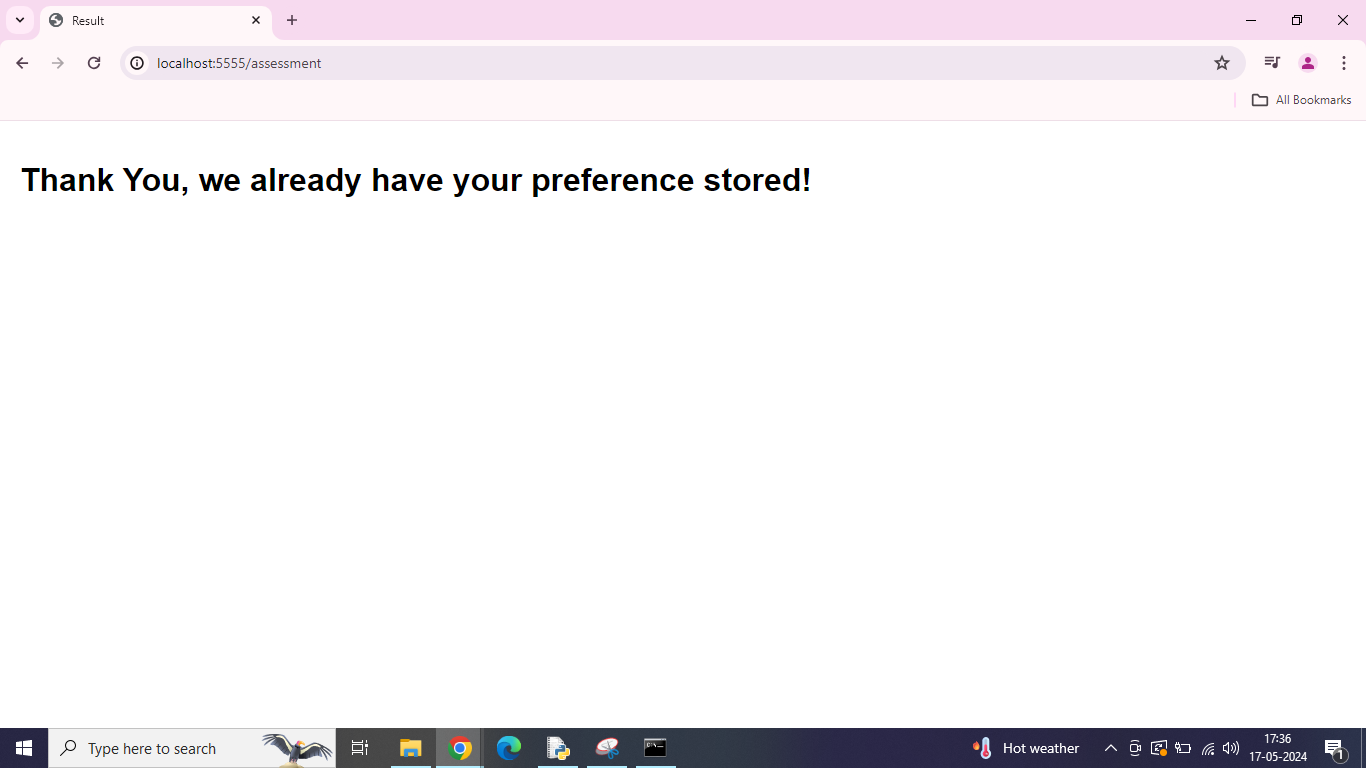 Result
localhost:5555/assessment
All Bookmarks
Thank You, we already have your preference stored!
Type here to search
Hot weather
17:36
17-05-2024
1